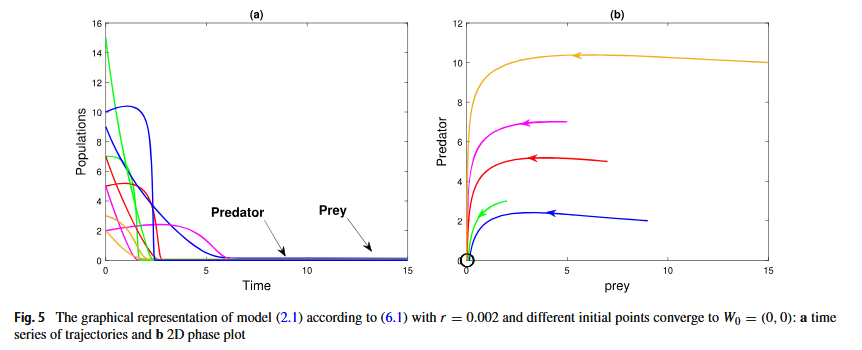 (a)
16
14
12
10
8
6
4
2
0
Populations
Predator
Prey
0
5
10
15
Time
(b)
12
10
8
6
4
2
0
Predator
0
5
10
15
prey
Fig. 5 The graphical representation of model (2.1) according to (6.1) with r = 0.002 and different initial points converge to W₀ = (0, 0): a time
series of trajectories and b 2D phase plot